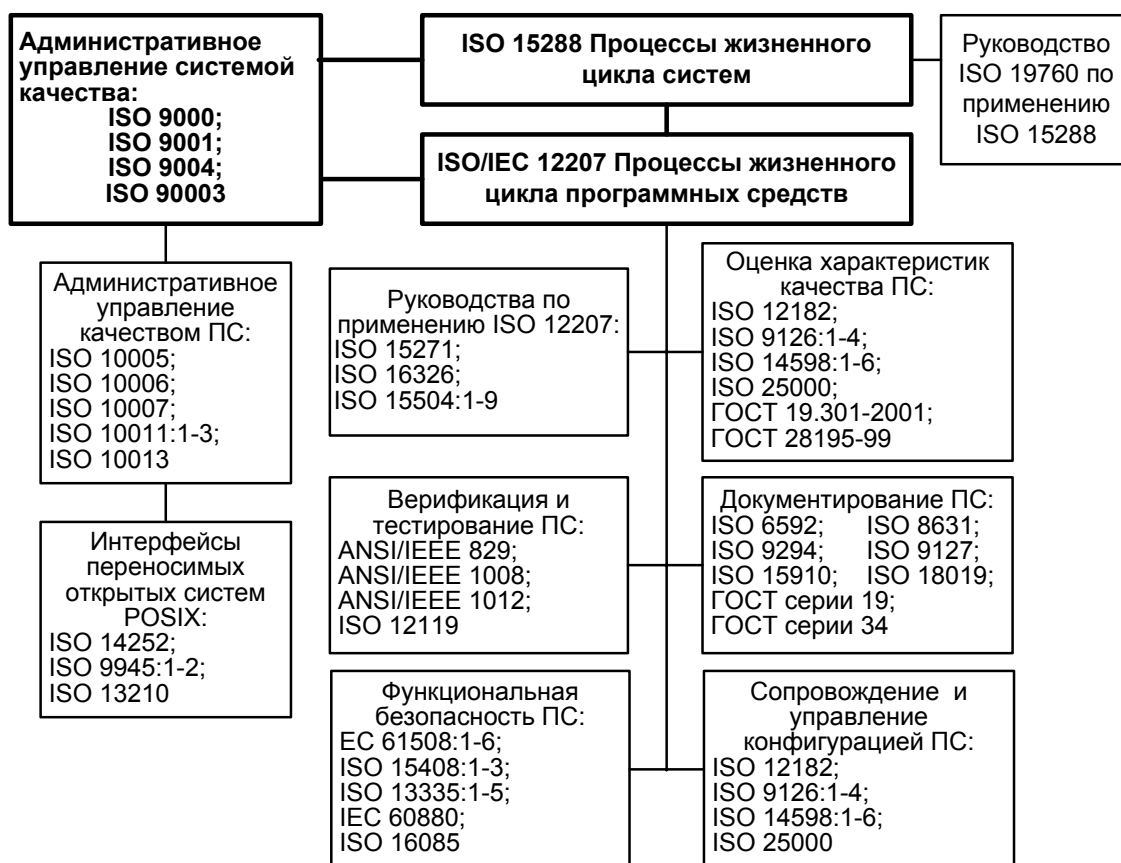 Административное
управление системой
качества:
ISO 9000;
ISO 9001;
ISO 9004;
ISO 90003
ISO 15288 Процессы жизненного
цикла систем
Руководство
ISO 19760 по
применению
ISO 15288
ISO/IEC 12207 Процессы жизненного
цикла программных средств
Административное
управление
качеством ПС:
ISO 10005;
ISO 10006;
ISO 10007;
ISO 10011:1-3;
ISO 10013
Руководства по
применению ISO 12207:
ISO 15271;
ISO 16326;
ISO 15504:1-9
Оценка характеристик
качества ПС:
ISO 12182;
ISO 9126:1-4;
ISO 14598:1-6;
ISO 25000;
ГОСТ 19.301-2001;
ГОСТ 28195-99
Интерфейсы
переносимых
открытых систем
POSIX:
ISO 14252;
ISO 9945:1-2;
ISO 13210
Верификация и
тестирование ПС:
ANSI/IEEE 829;
ANSI/IEEE 1008;
ANSI/IEEE 1012;
ISO 12119
Документирование ПС:
ISO 6592; ISO 8631;
ISO 9294; ISO 9127;
ISO 15910; ISO 18019;
ГОСТ серии 19;
ГОСТ серии 34
Функциональная
безопасность ПС:
EC 61508:1-6;
ISO 15408:1-3;
ISO 13335:1-5;
IEC 60880;
ISO 16085
Сопровождение и
управление
конфигурацией ПС:
ISO 12182;
ISO 9126:1-4;
ISO 14598:1-6;
ISO 25000